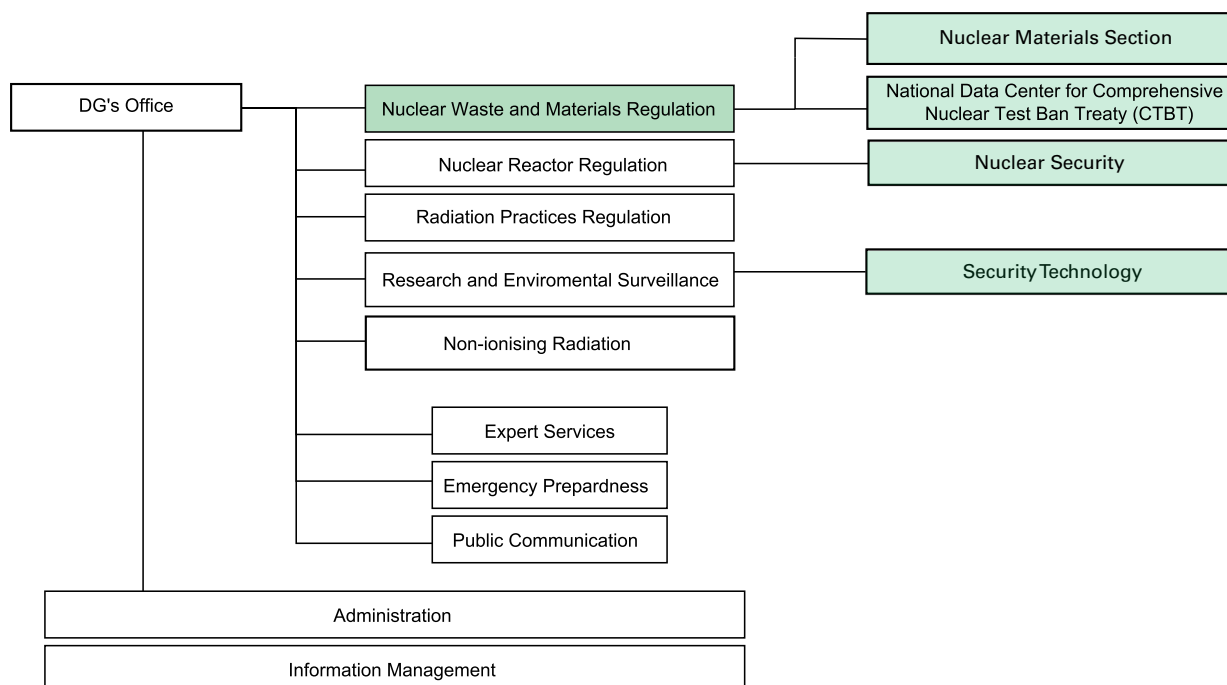 Nuclear Materials Section
DG's Office
Nuclear Waste and Materials Regulation
National Data Center for Comprehensive
Nuclear Test Ban Treaty (CTBT)
Nuclear Reactor Regulation
Nuclear Security
Radiation Practices Regulation
Research and Enviromental Surveillance
Security Technology
Non-ionising Radiation
Expert Services
Emergency Prepardness
Public Communication
Administration
Information Management